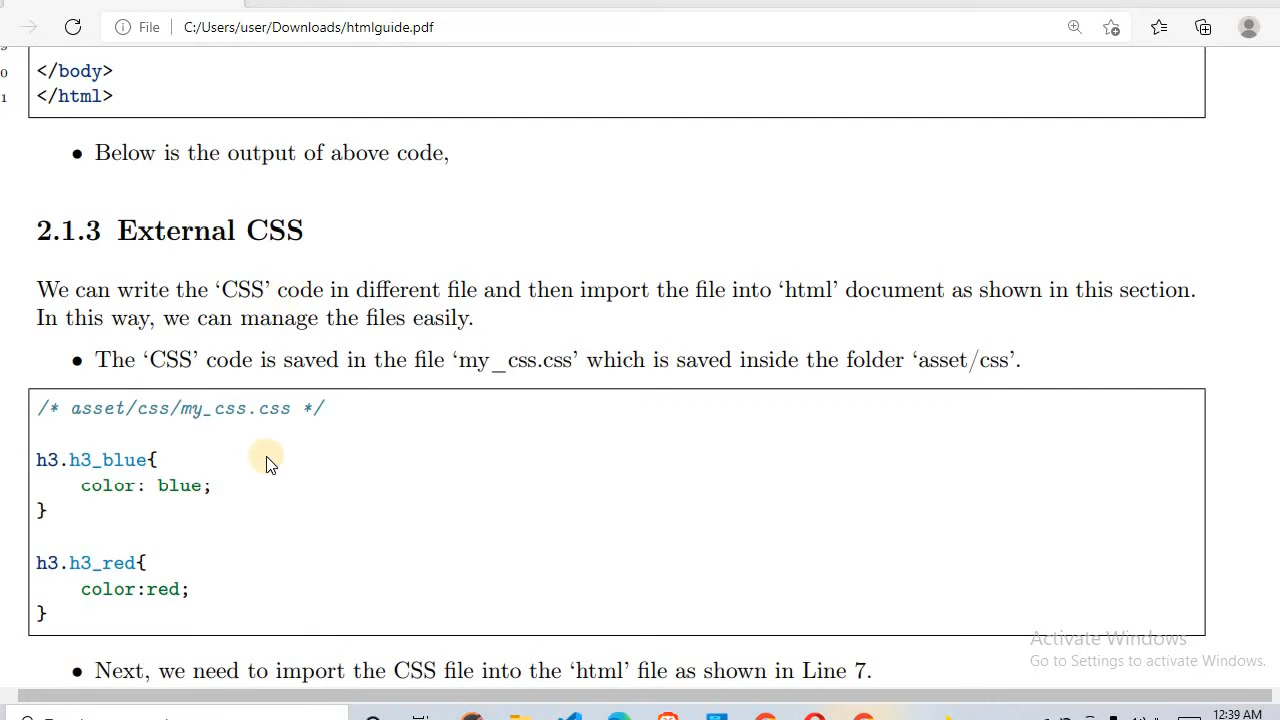 File
C:/Users/user/Downloads/htmlguide.pdf
0 </body>
1 </html>
• Below is the output of above code,
2.1.3 External CSS
We can write the ‘CSS’ code in different file and then import the file into ‘html’ document as shown in this section.
In this way, we can manage the files easily.
• The ‘CSS’ code is saved in the file ‘my_css.css’ which is saved inside the folder ‘asset/css’.
/* asset/css/my_css.css */
h3.h3_blue{
color: blue;
}
h3.h3_red{
color:red;
}
Activate Windows
Go to Settings to activate Windows.
• Next, we need to import the CSS file into the ‘html’ file as shown in Line 7.
12:39 AM